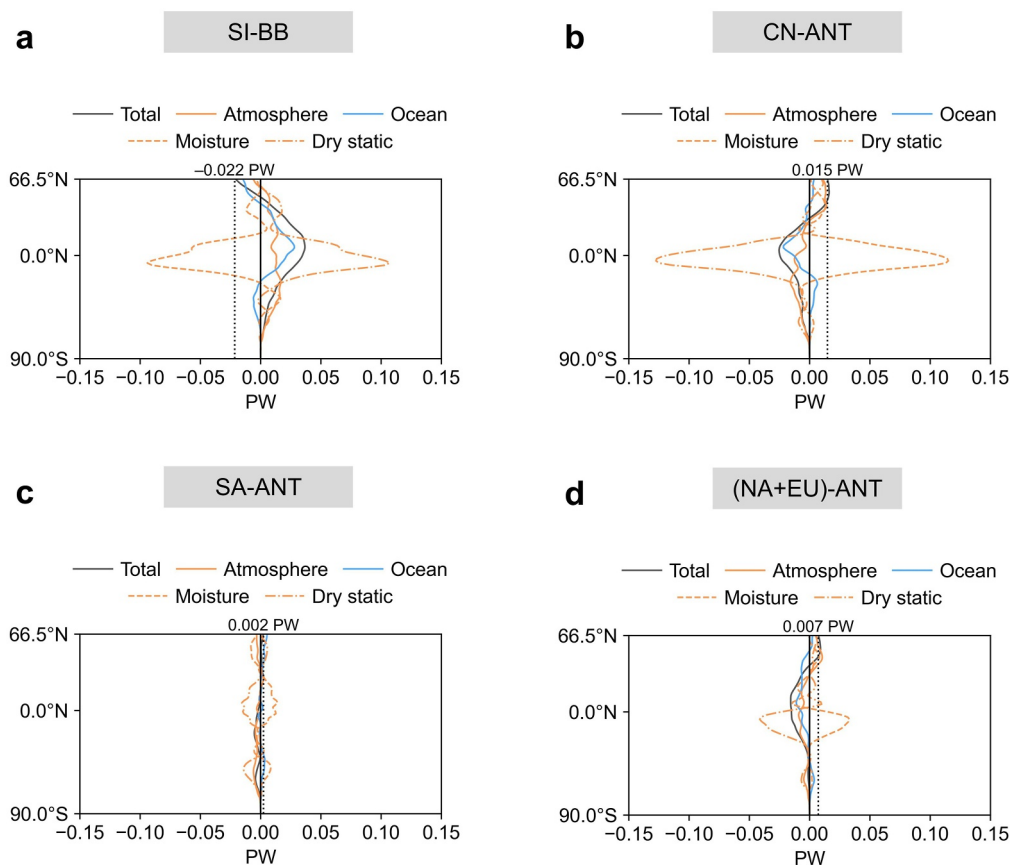 a
SI-BB
Total Atmosphere Ocean
Moisture Dry static
−0.022 PW
66.5°N
0.0°N
90.0°S
−0.15 −0.10 −0.05 0.00 0.05 0.10 0.15
PW
b
CN-ANT
Total Atmosphere Ocean
Moisture Dry static
0.015 PW
66.5°N
0.0°N
90.0°S
−0.15 −0.10 −0.05 0.00 0.05 0.10 0.15
PW
c
SA-ANT
Total Atmosphere Ocean
Moisture Dry static
0.002 PW
66.5°N
0.0°N
90.0°S
−0.15 −0.10 −0.05 0.00 0.05 0.10 0.15
PW
d
(NA+EU)-ANT
Total Atmosphere Ocean
Moisture Dry static
0.007 PW
66.5°N
0.0°N
90.0°S
−0.15 −0.10 −0.05 0.00 0.05 0.10 0.15
PW